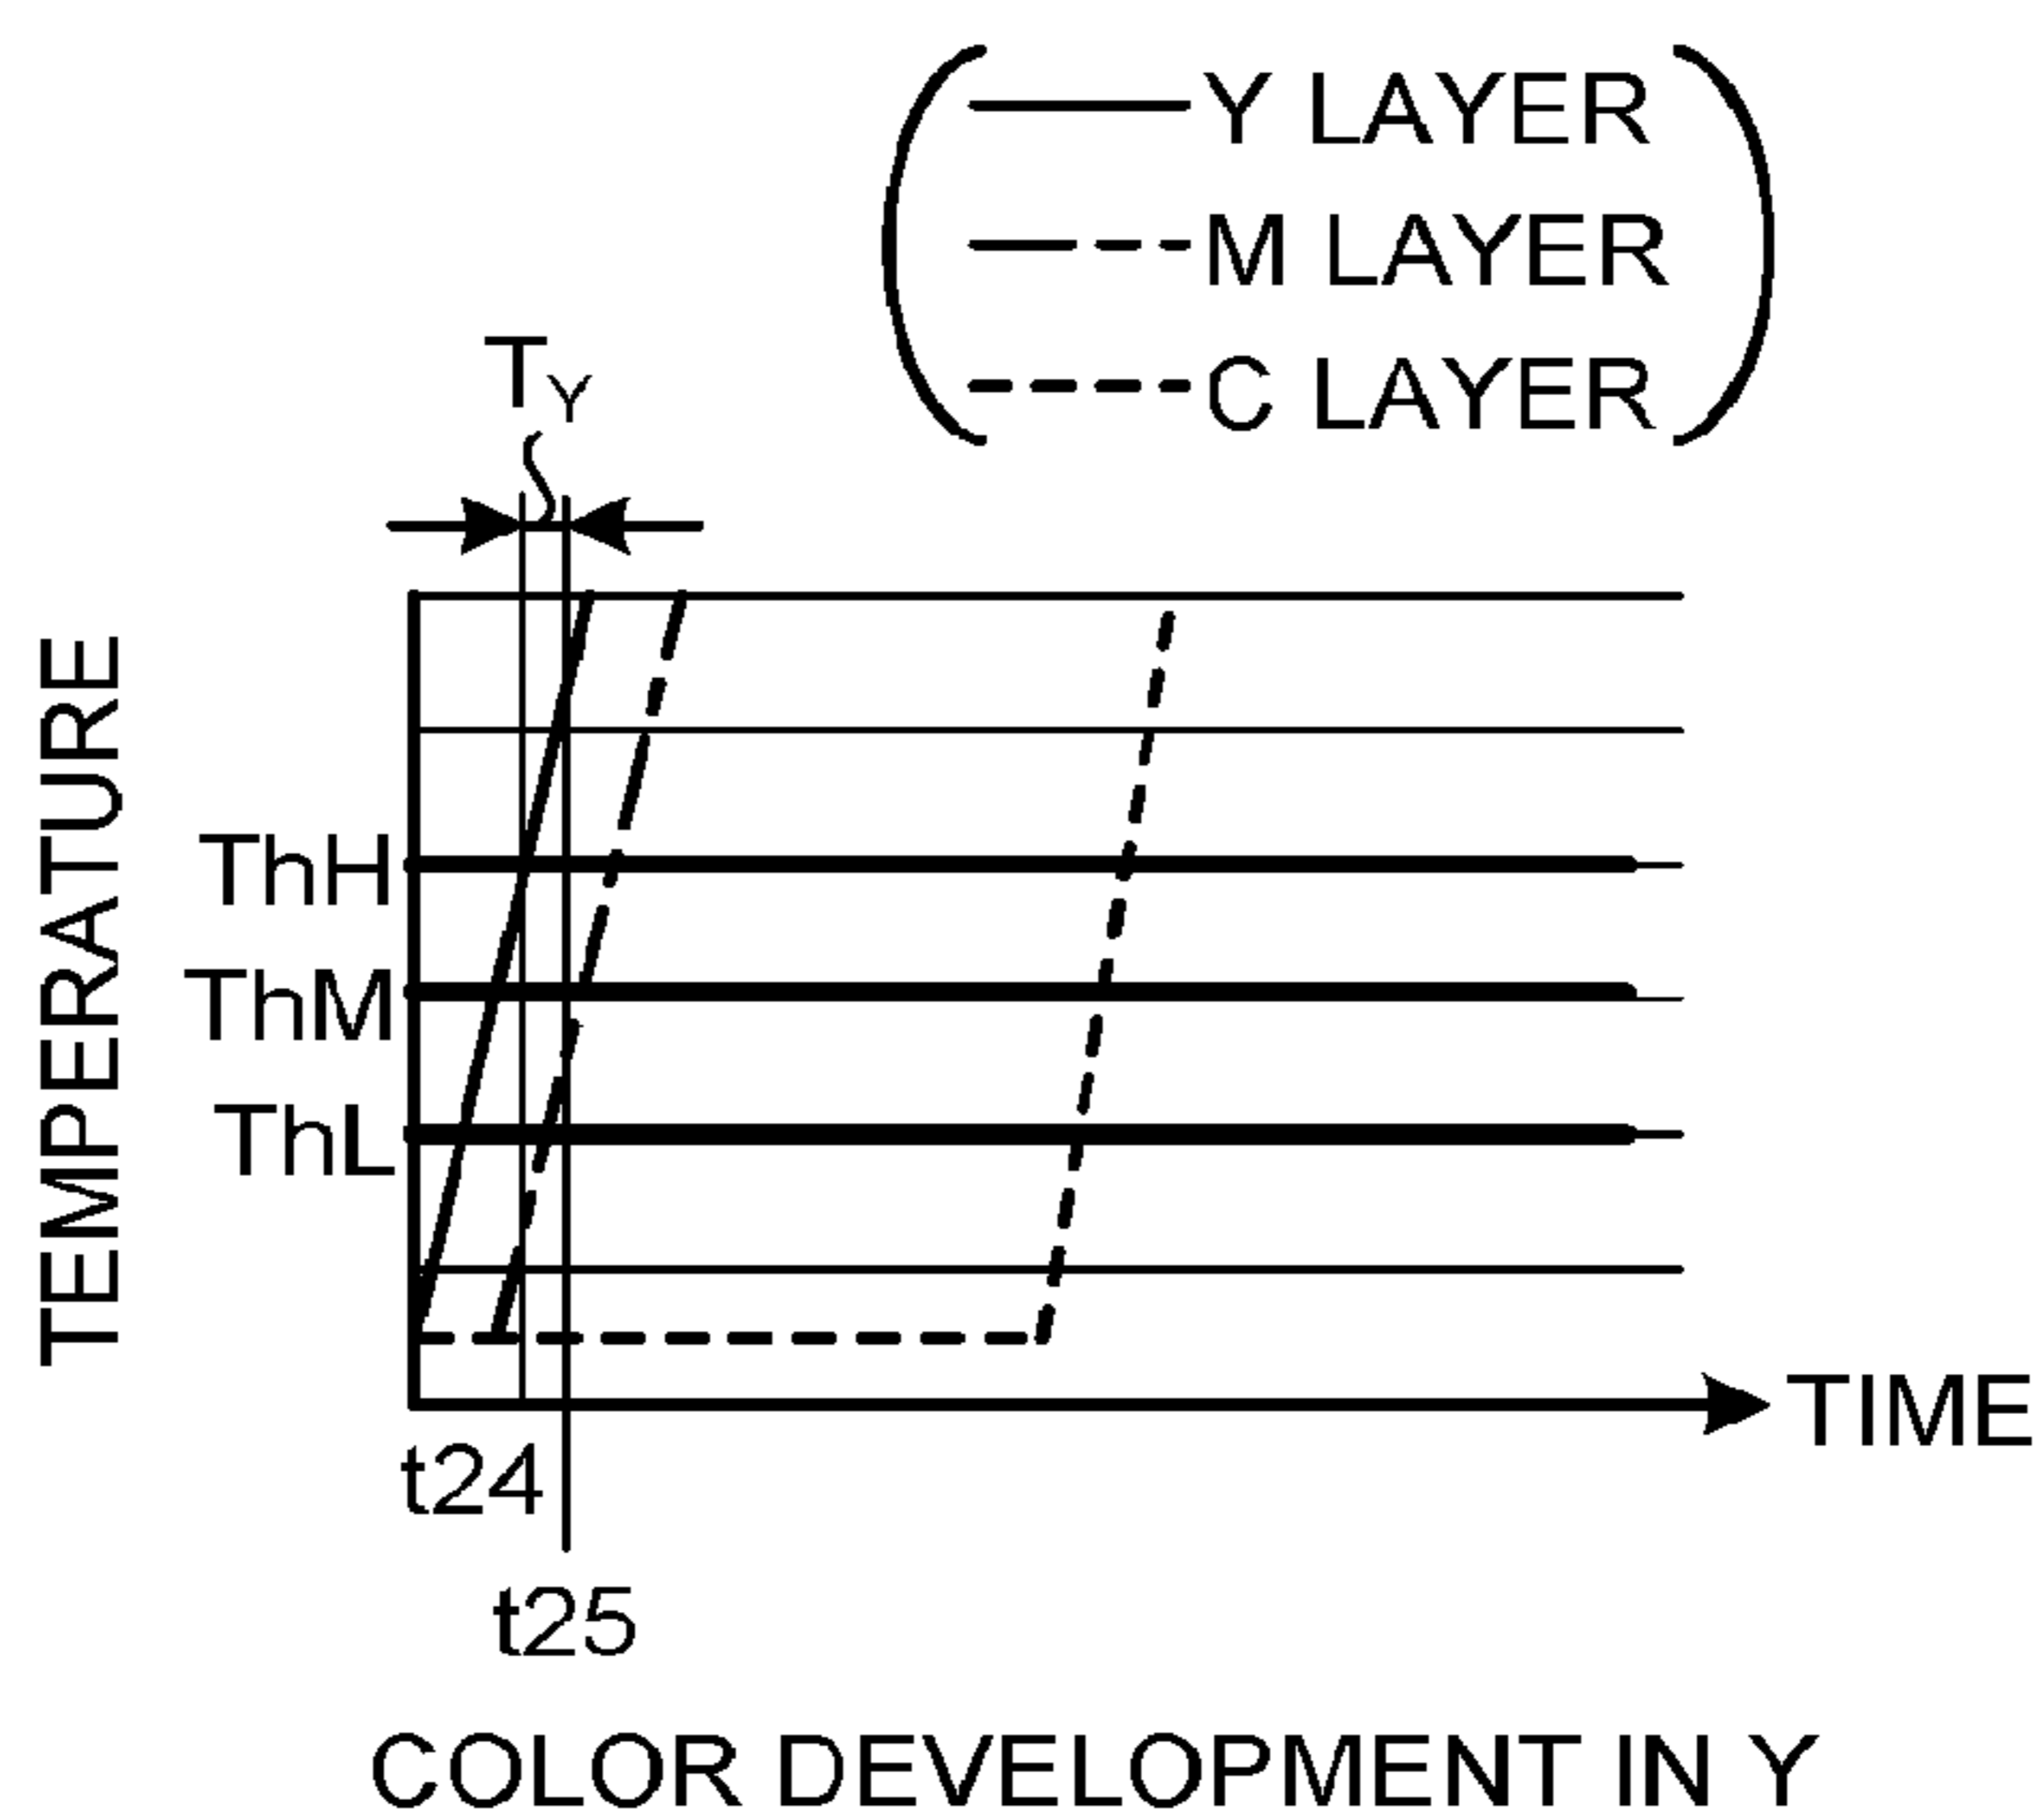 Y LAYER
M LAYER
C LAYER
TY
TEMPERATURE
ThH
ThM
ThL
TIME
t24
t25
COLOR DEVELOPMENT IN Y